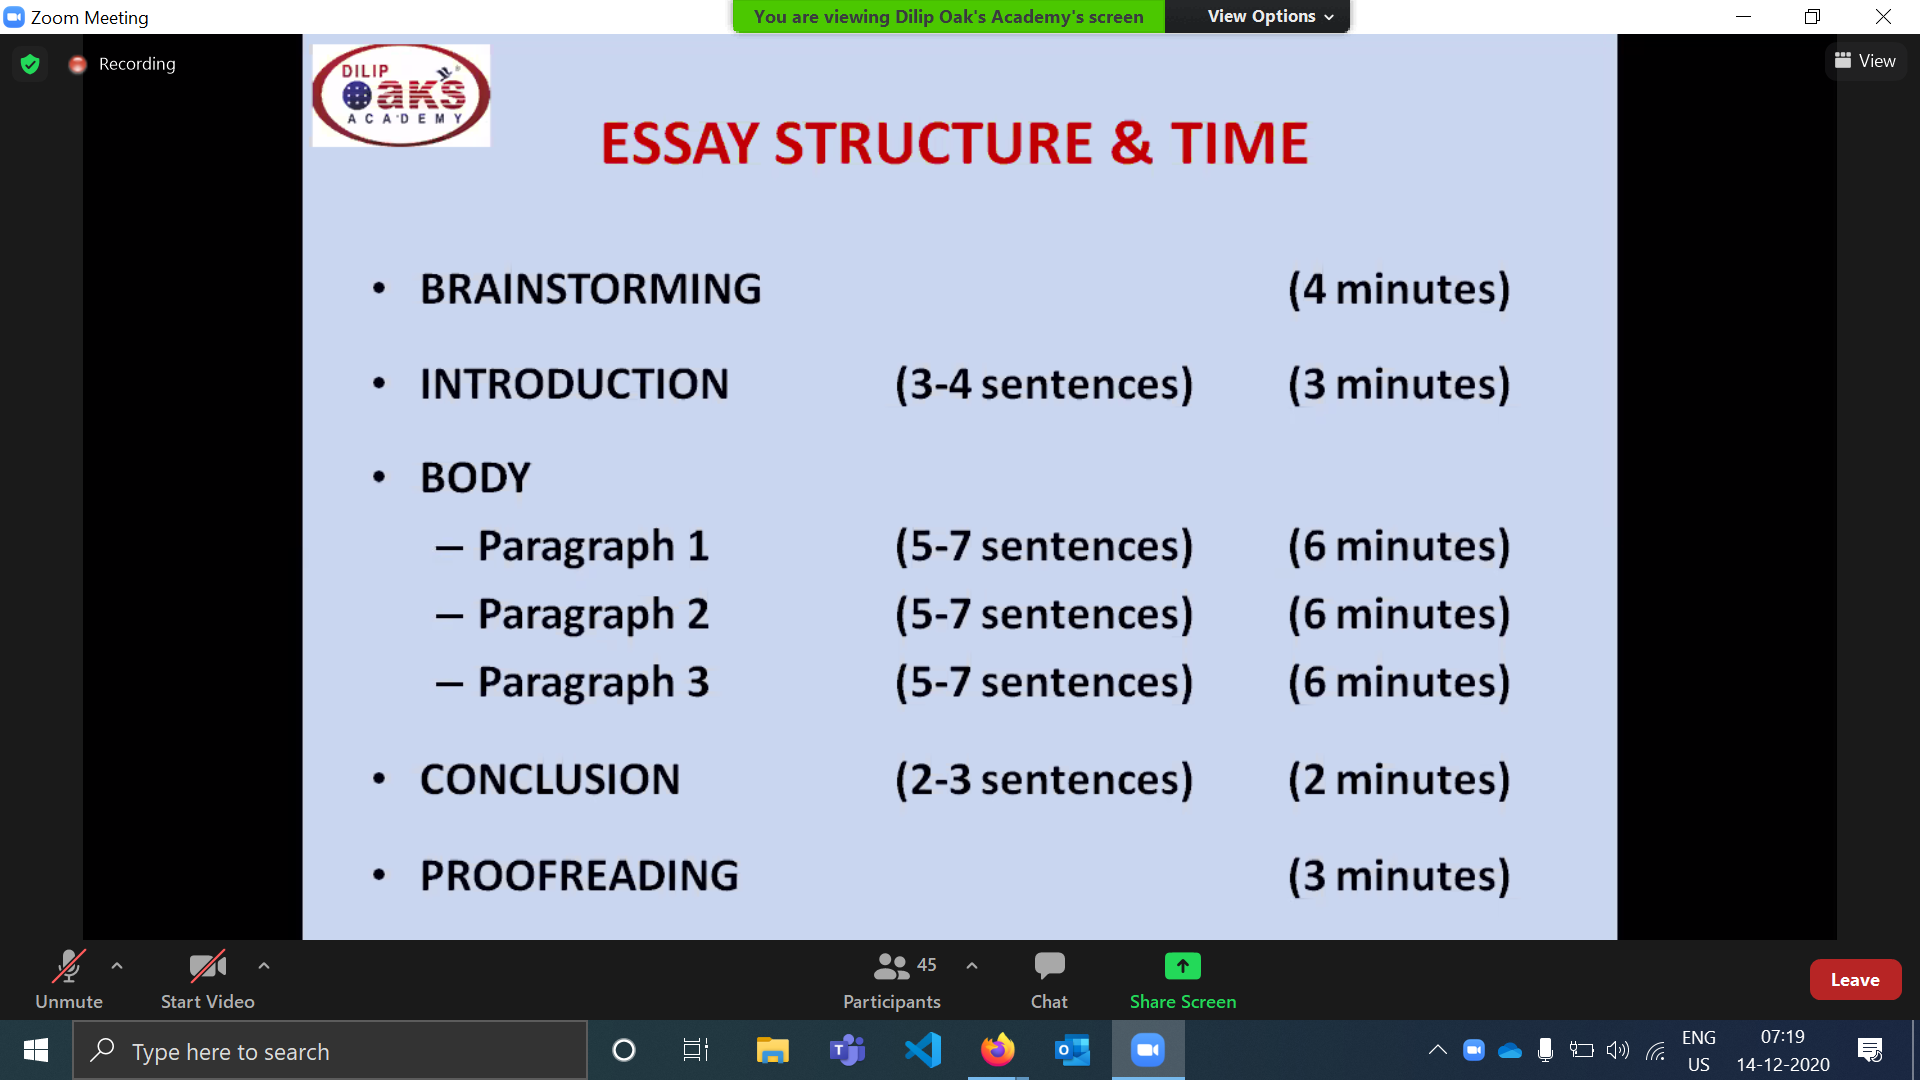 Zoom Meeting
You are viewing Dilip Oak's Academy's screen View Options
Recording
View
DILIP
Oak's
ACADEMY
ESSAY STRUCTURE & TIME
• BRAINSTORMING (4 minutes)
• INTRODUCTION (3-4 sentences) (3 minutes)
• BODY
– Paragraph 1 (5-7 sentences) (6 minutes)
– Paragraph 2 (5-7 sentences) (6 minutes)
– Paragraph 3 (5-7 sentences) (6 minutes)
• CONCLUSION (2-3 sentences) (2 minutes)
• PROOFREADING (3 minutes)
45
Unmute Start Video Participants Chat Share Screen Leave
Type here to search
ENG 07:19
US 14-12-2020